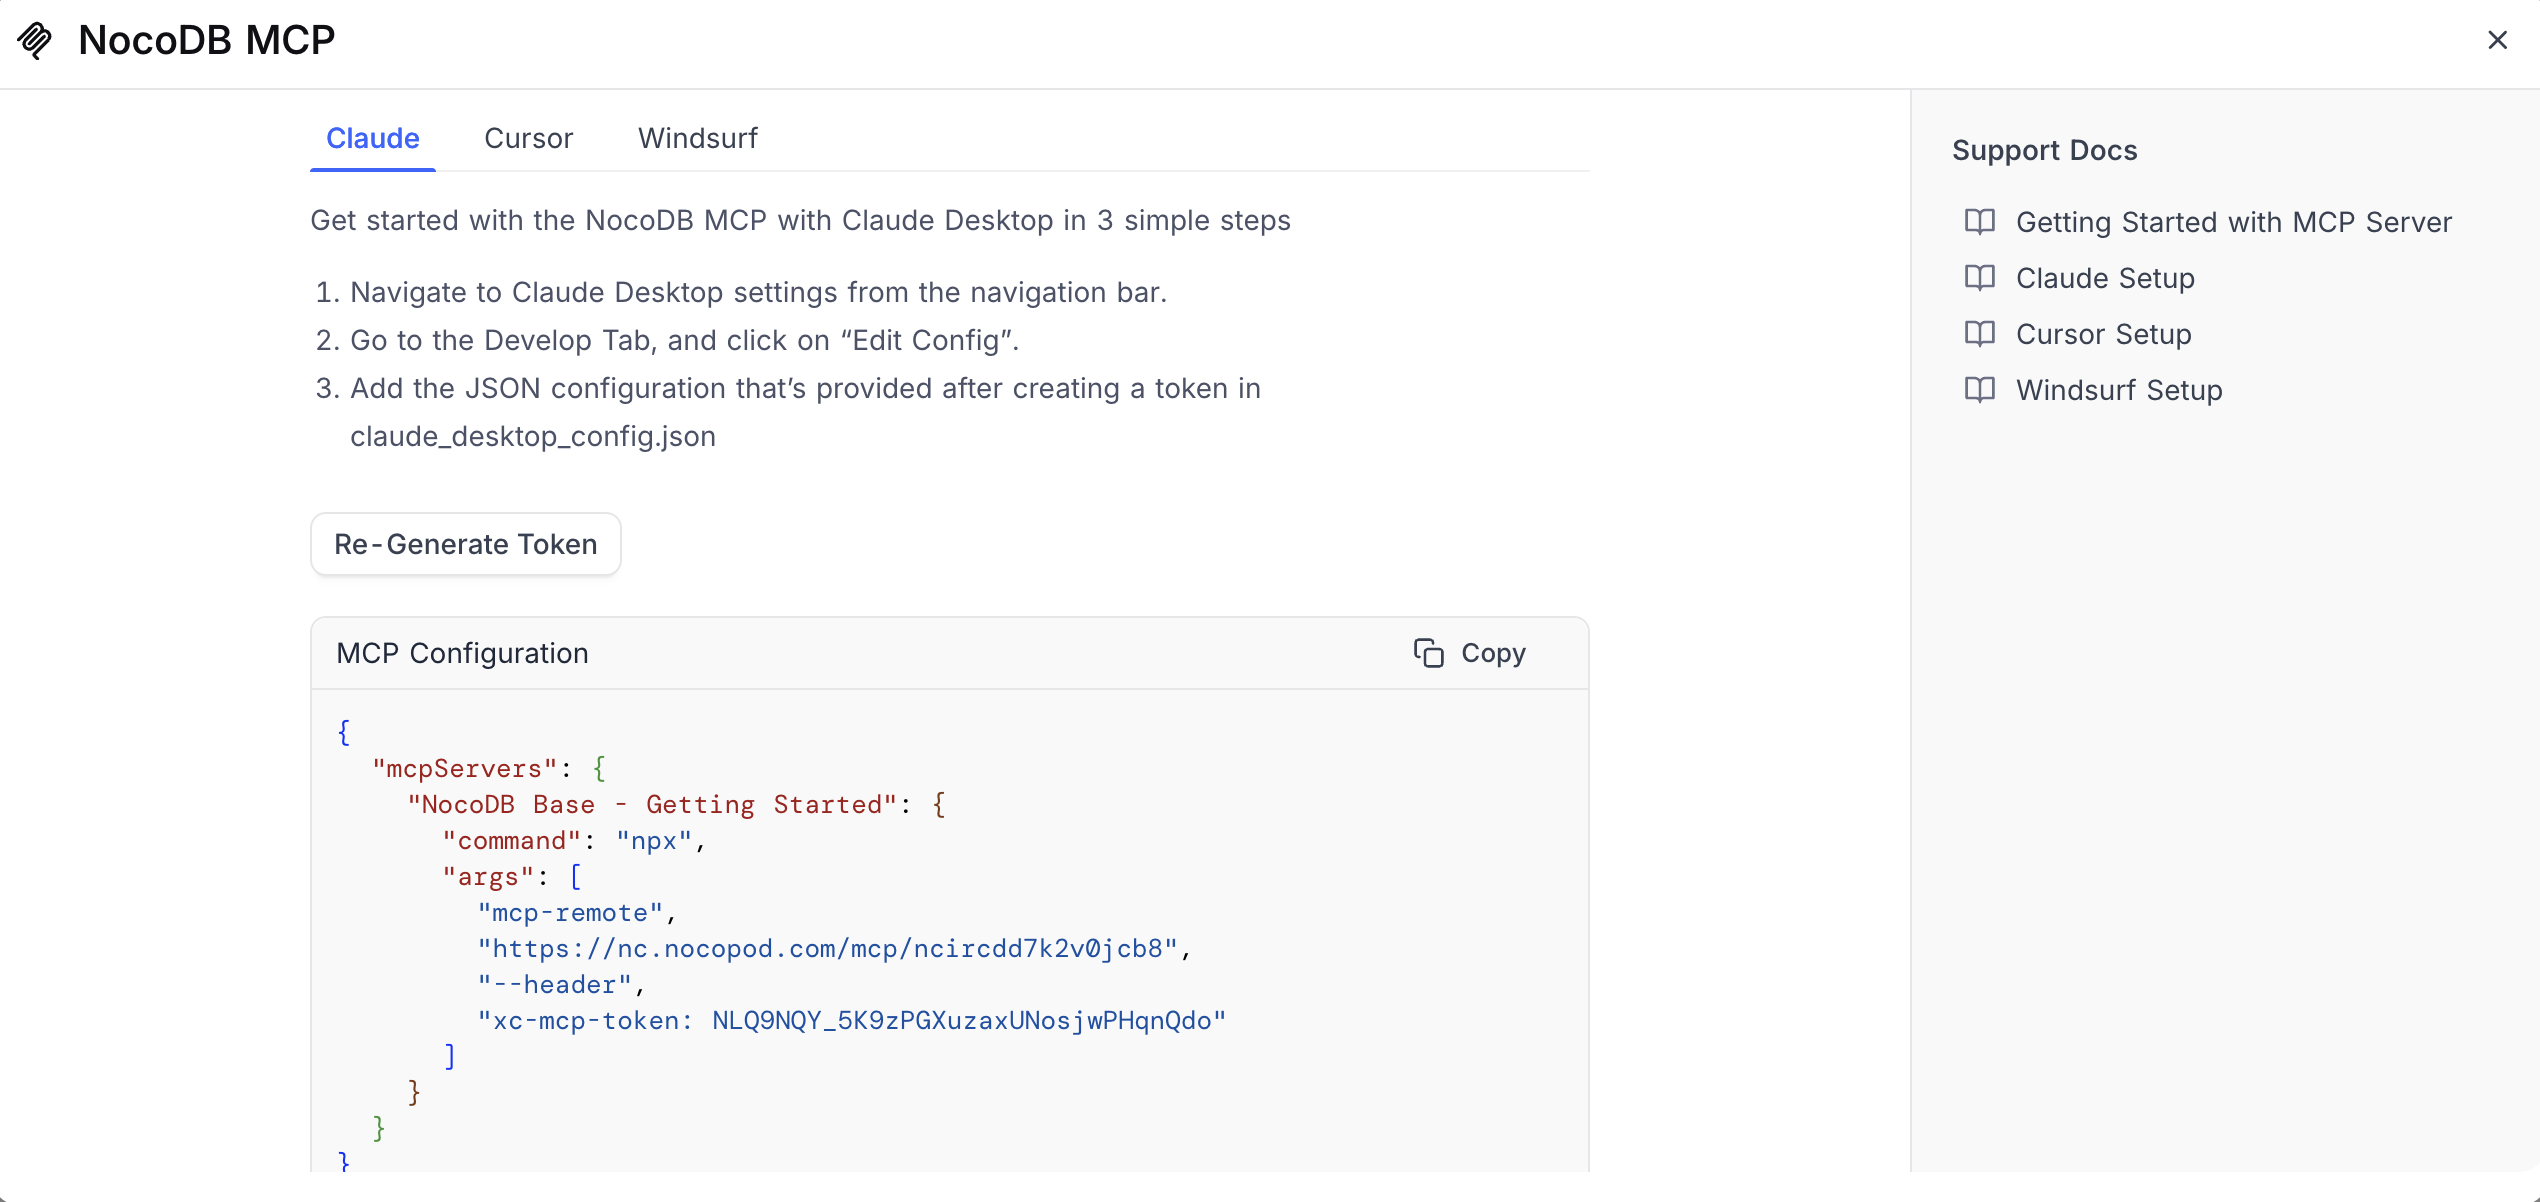 NocoDB MCP
Claude Cursor Windsurf
Get started with the NocoDB MCP with Claude Desktop in 3 simple steps
1. Navigate to Claude Desktop settings from the navigation bar.
2. Go to the Develop Tab, and click on “Edit Config”.
3. Add the JSON configuration that’s provided after creating a token in
claude_desktop_config.json
Re-Generate Token
MCP Configuration
Copy
{
"mcpServers": {
"NocoDB Base - Getting Started": {
"command": "npx",
"args": [
"mcp-remote",
"https://nc.nocopod.com/mcp/ncircdd7k2v0jcb8",
"--header",
"xc-mcp-token: NLQ9NQY_5K9zPGXuzaxUNosjwPHqnQdo"
]
}
}
}
Support Docs
Getting Started with MCP Server
Claude Setup
Cursor Setup
Windsurf Setup